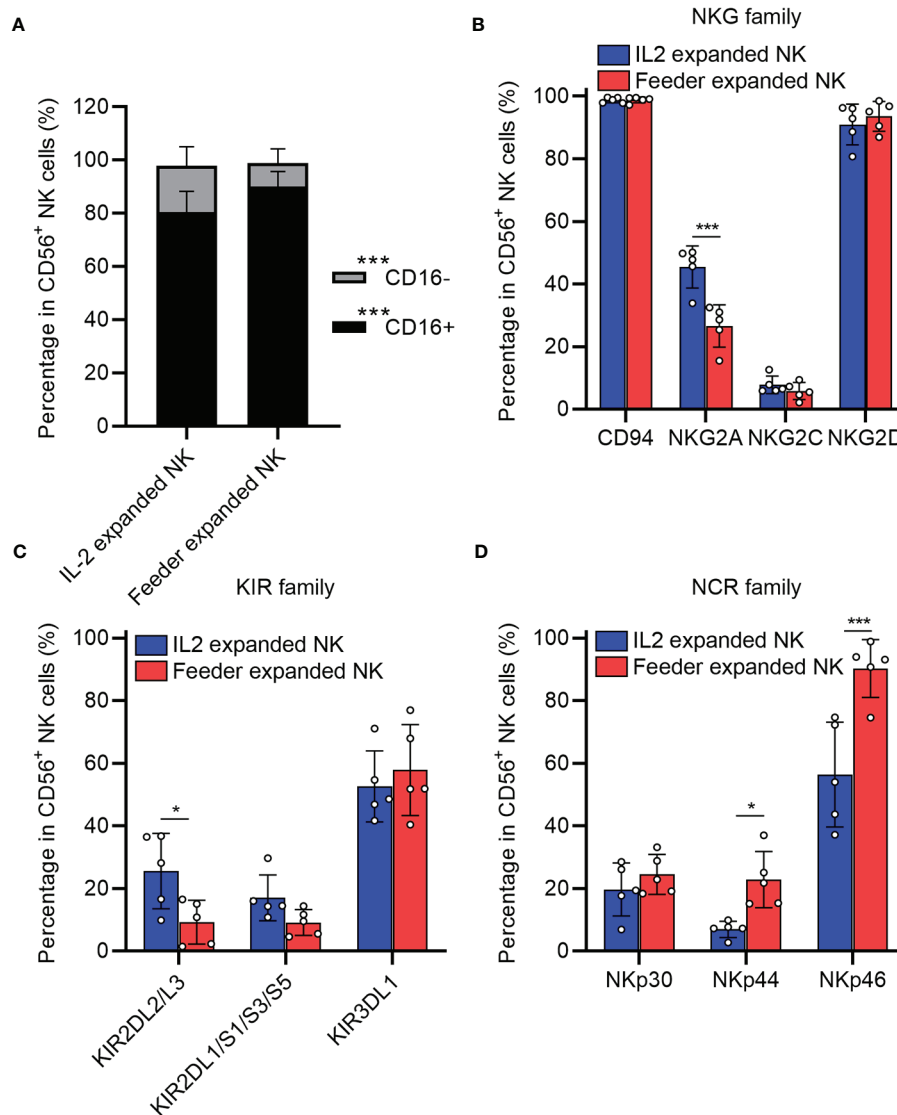 A
Percentage in CD56+ NK cells (%)
120
100
80
60
40
20
0
*** CD16-
*** CD16+
IL-2 expanded NK
Feeder expanded NK
B
NKG family
IL2 expanded NK
Feeder expanded NK
Percentage in CD56+ NK cells (%)
100
80
60
40
20
0
***
CD94 NKG2A NKG2C NKG2D
C
KIR family
IL2 expanded NK
Feeder expanded NK
Percentage in CD56+ NK cells (%)
100
80
60
40
20
0
*
KIR2DL2/L3
KIR2DL1/S1/S3/S5
KIR3DL1
D
NCR family
IL2 expanded NK
Feeder expanded NK
Percentage in CD56+ NK cells (%)
100
80
60
40
20
0
*
***
NKp30 NKp44 NKp46